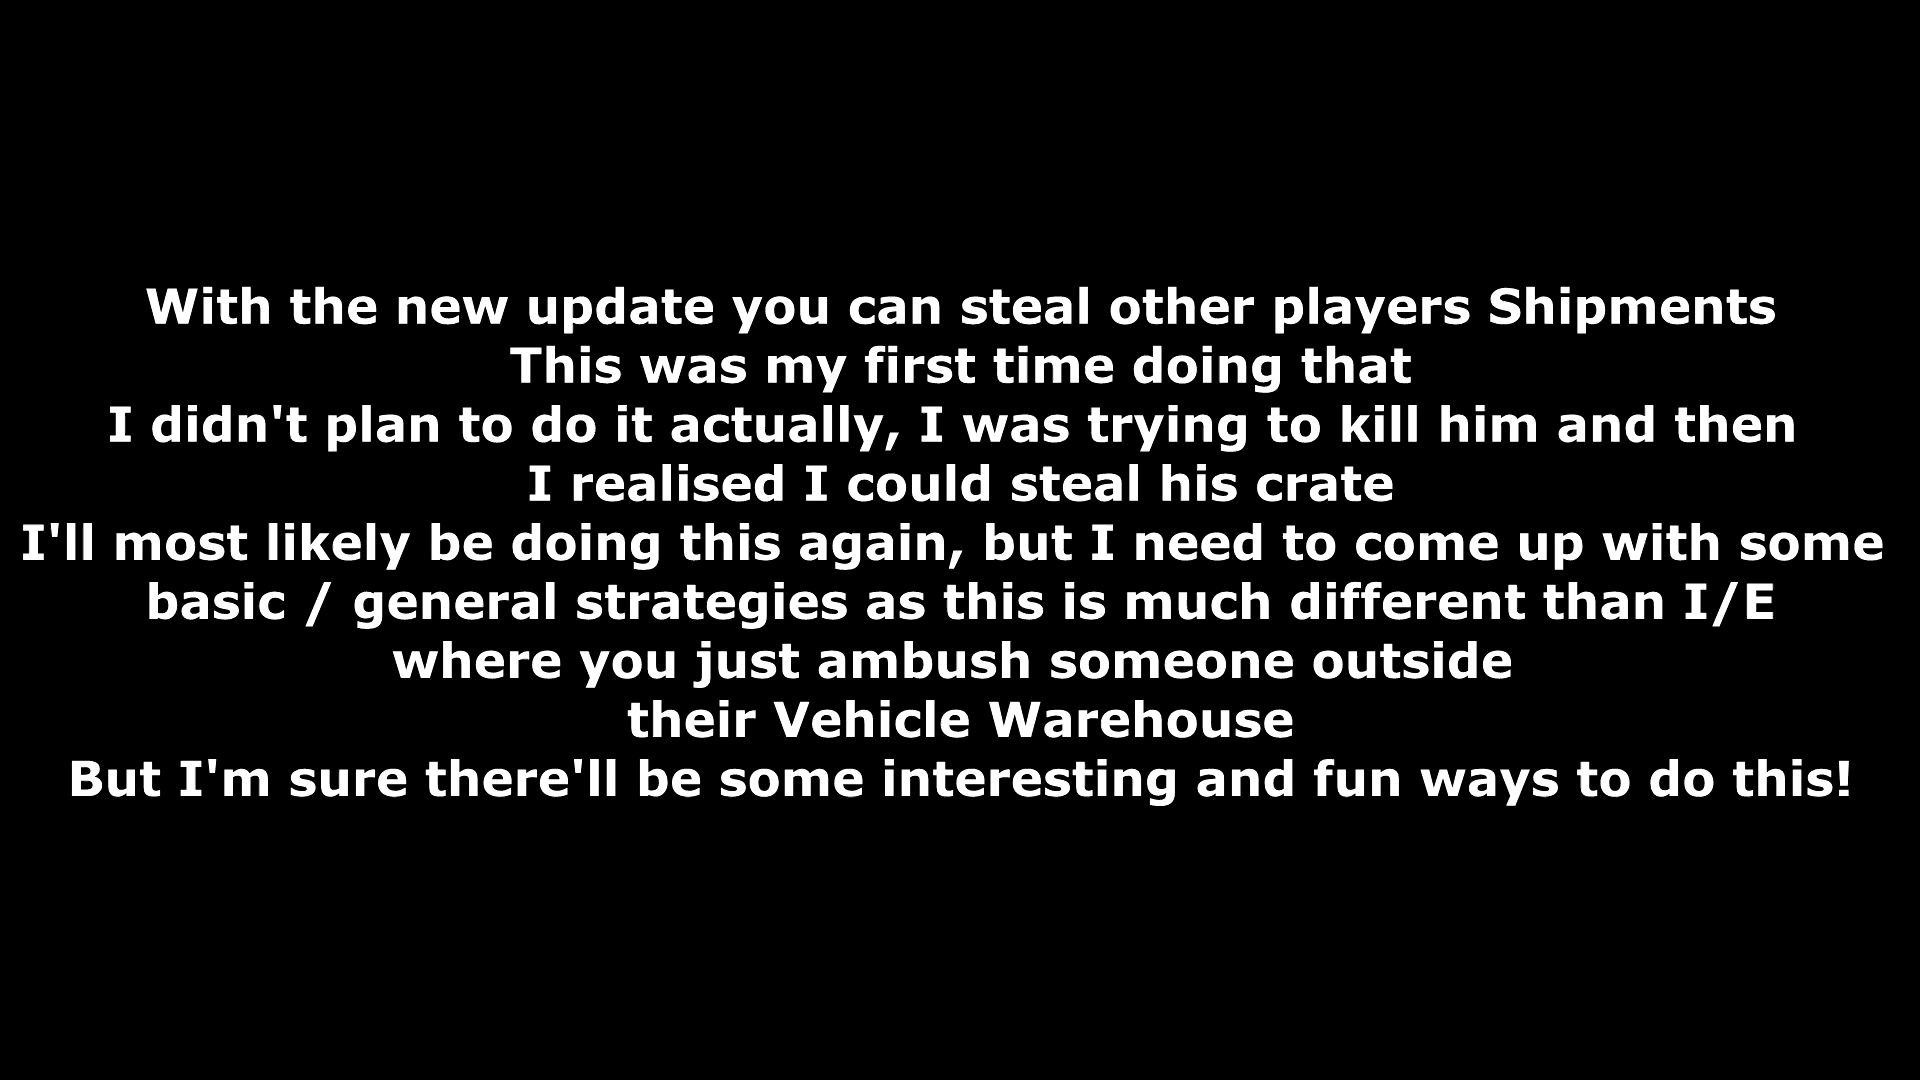 With the new update you can steal other players Shipments
This was my first time doing that
I didn't plan to do it actually, I was trying to kill him and then
I realised I could steal his crate
I'll most likely be doing this again, but I need to come up with some
basic / general strategies as this is much different than I/E
where you just ambush someone outside
their Vehicle Warehouse
But I'm sure there'll be some interesting and fun ways to do this!